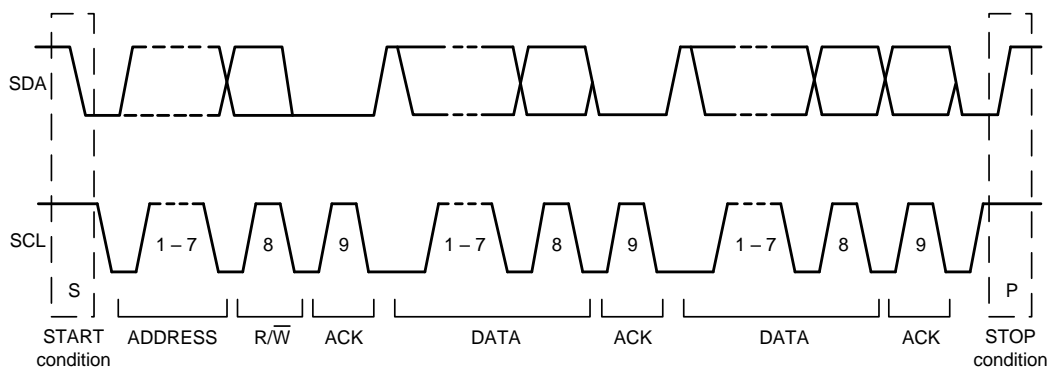 SDA
SCL
1 – 7
8
9
1 – 7
8
9
1 – 7
8
9
S
P
START
condition
ADDRESS
R/W̅
ACK
DATA
ACK
DATA
ACK
STOP
condition